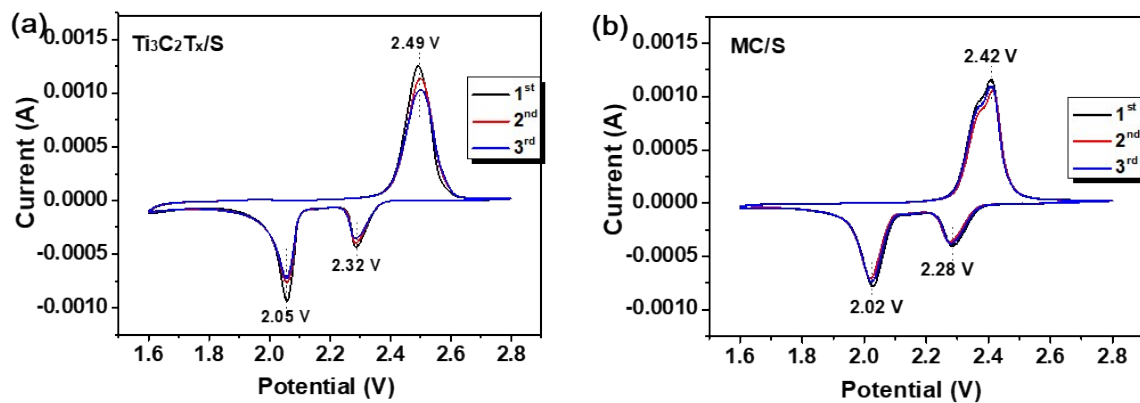 (a)
Ti₃C₂Tₓ/S
2.49 V
1ˢᵗ
2ⁿᵈ
3ʳᵈ
2.32 V
2.05 V
0.0015
0.0010
0.0005
0.0000
-0.0005
-0.0010
Current (A)
1.6 1.8 2.0 2.2 2.4 2.6 2.8
Potential (V)
(b)
MC/S
2.42 V
1ˢᵗ
2ⁿᵈ
3ʳᵈ
2.28 V
2.02 V
0.0015
0.0010
0.0005
0.0000
-0.0005
-0.0010
Current (A)
1.6 1.8 2.0 2.2 2.4 2.6 2.8
Potential (V)